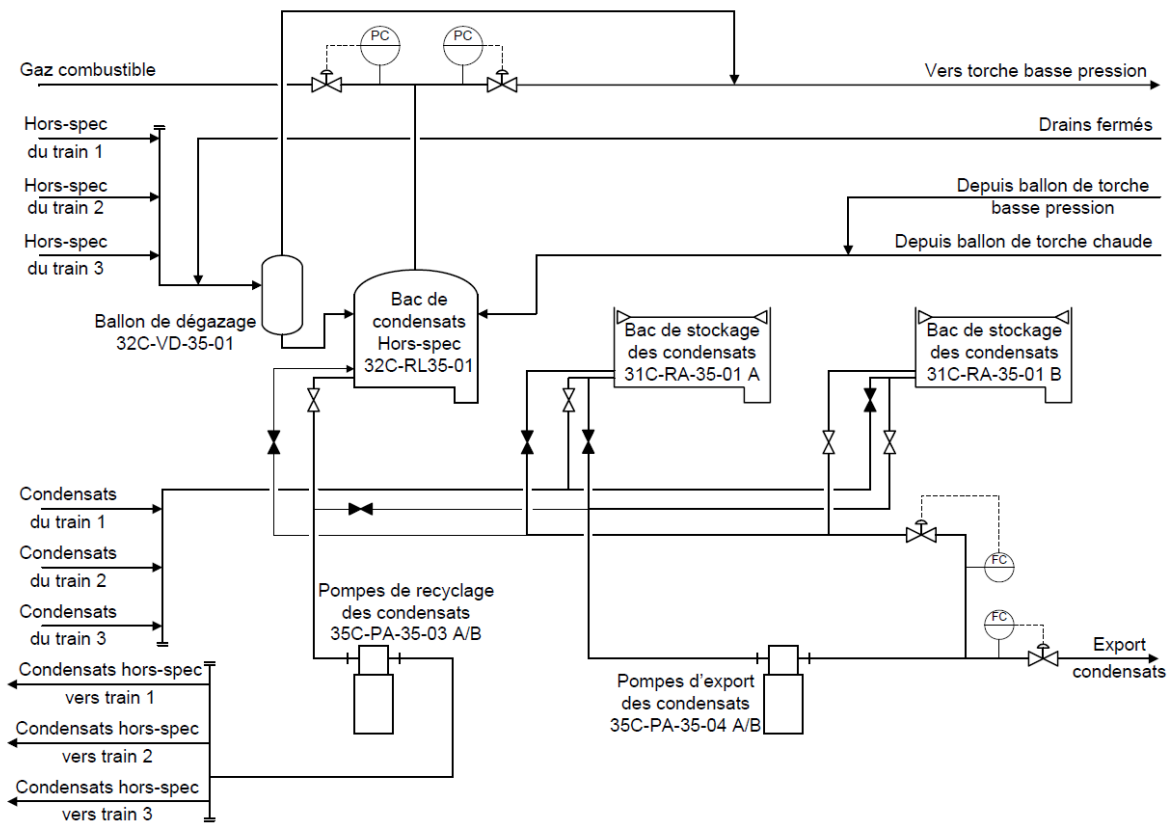 PC
PC
Gaz combustible
Vers torche basse pression
Hors-spec
du train 1
Drains fermés
Hors-spec
du train 2
Depuis ballon de torche
basse pression
Hors-spec
du train 3
Depuis ballon de torche chaude
Ballon de dégazage
32C-VD-35-01
Bac de
condensats
Hors-spec
32C-RL35-01
Bac de stockage
des condensats
31C-RA-35-01 A
Bac de stockage
des condensats
31C-RA-35-01 B
Condensats
du train 1
Condensats
du train 2
Condensats
du train 3
FC
FC
Pompes de recyclage
des condensats
35C-PA-35-03 A/B
Export
condensats
Pompes d'export
des condensats
35C-PA-35-04 A/B
Condensats hors-spec
vers train 1
Condensats hors-spec
vers train 2
Condensats hors-spec
vers train 3